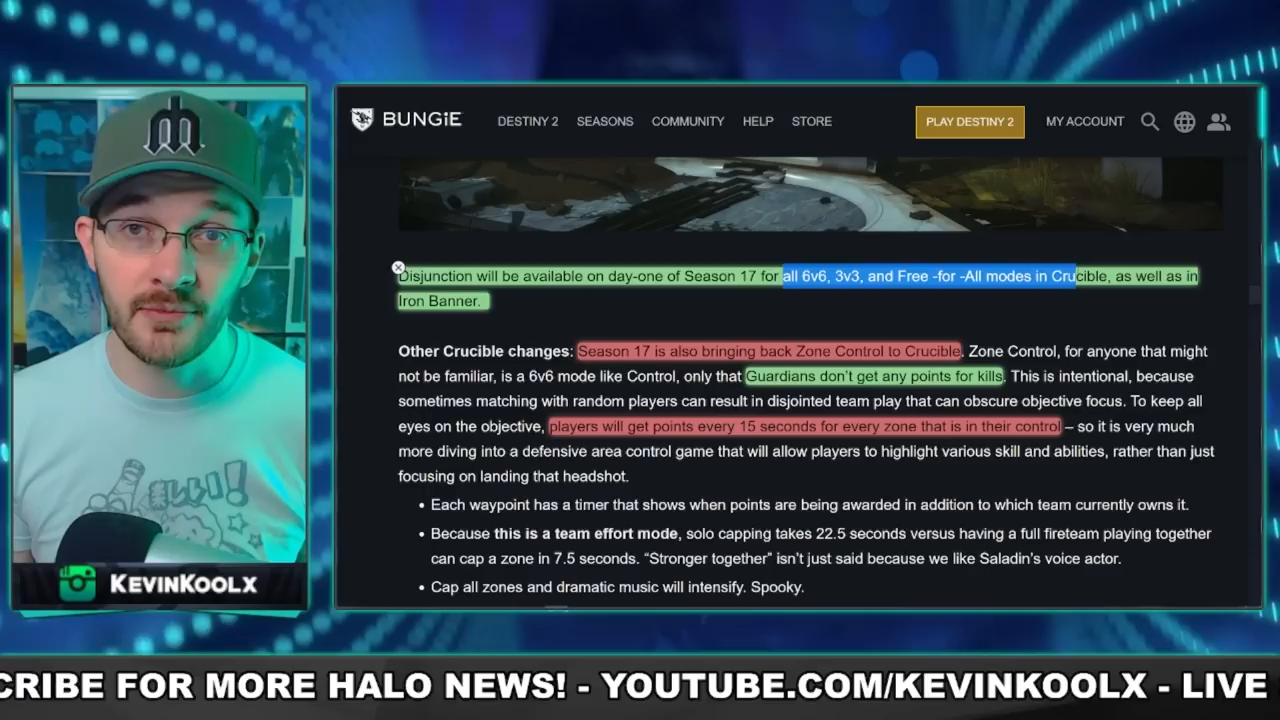 BUNGiE DESTINY 2 SEASONS COMMUNITY HELP STORE PLAY DESTINY 2 MY ACCOUNT
Disjunction will be available on day-one of Season 17 for all 6v6, 3v3, and Free -for -All modes in Crucible, as well as in
Iron Banner.
Other Crucible changes: Season 17 is also bringing back Zone Control to Crucible. Zone Control, for anyone that might
not be familiar, is a 6v6 mode like Control, only that Guardians don't get any points for kills. This is intentional, because
sometimes matching with random players can result in disjointed team play that can obscure objective focus. To keep all
eyes on the objective, players will get points every 15 seconds for every zone that is in their control – so it is very much
more diving into a defensive area control game that will allow players to highlight various skill and abilities, rather than just
focusing on landing that headshot.
• Each waypoint has a timer that shows when points are being awarded in addition to which team currently owns it.
• Because this is a team effort mode, solo capping takes 22.5 seconds versus having a full fireteam playing together
can cap a zone in 7.5 seconds. “Stronger together” isn’t just said because we like Saladin’s voice actor.
• Cap all zones and dramatic music will intensify. Spooky.
KEVINKOOLX
CRIBE FOR MORE HALO NEWS! - YOUTUBE.COM/KEVINKOOLX - LIVE